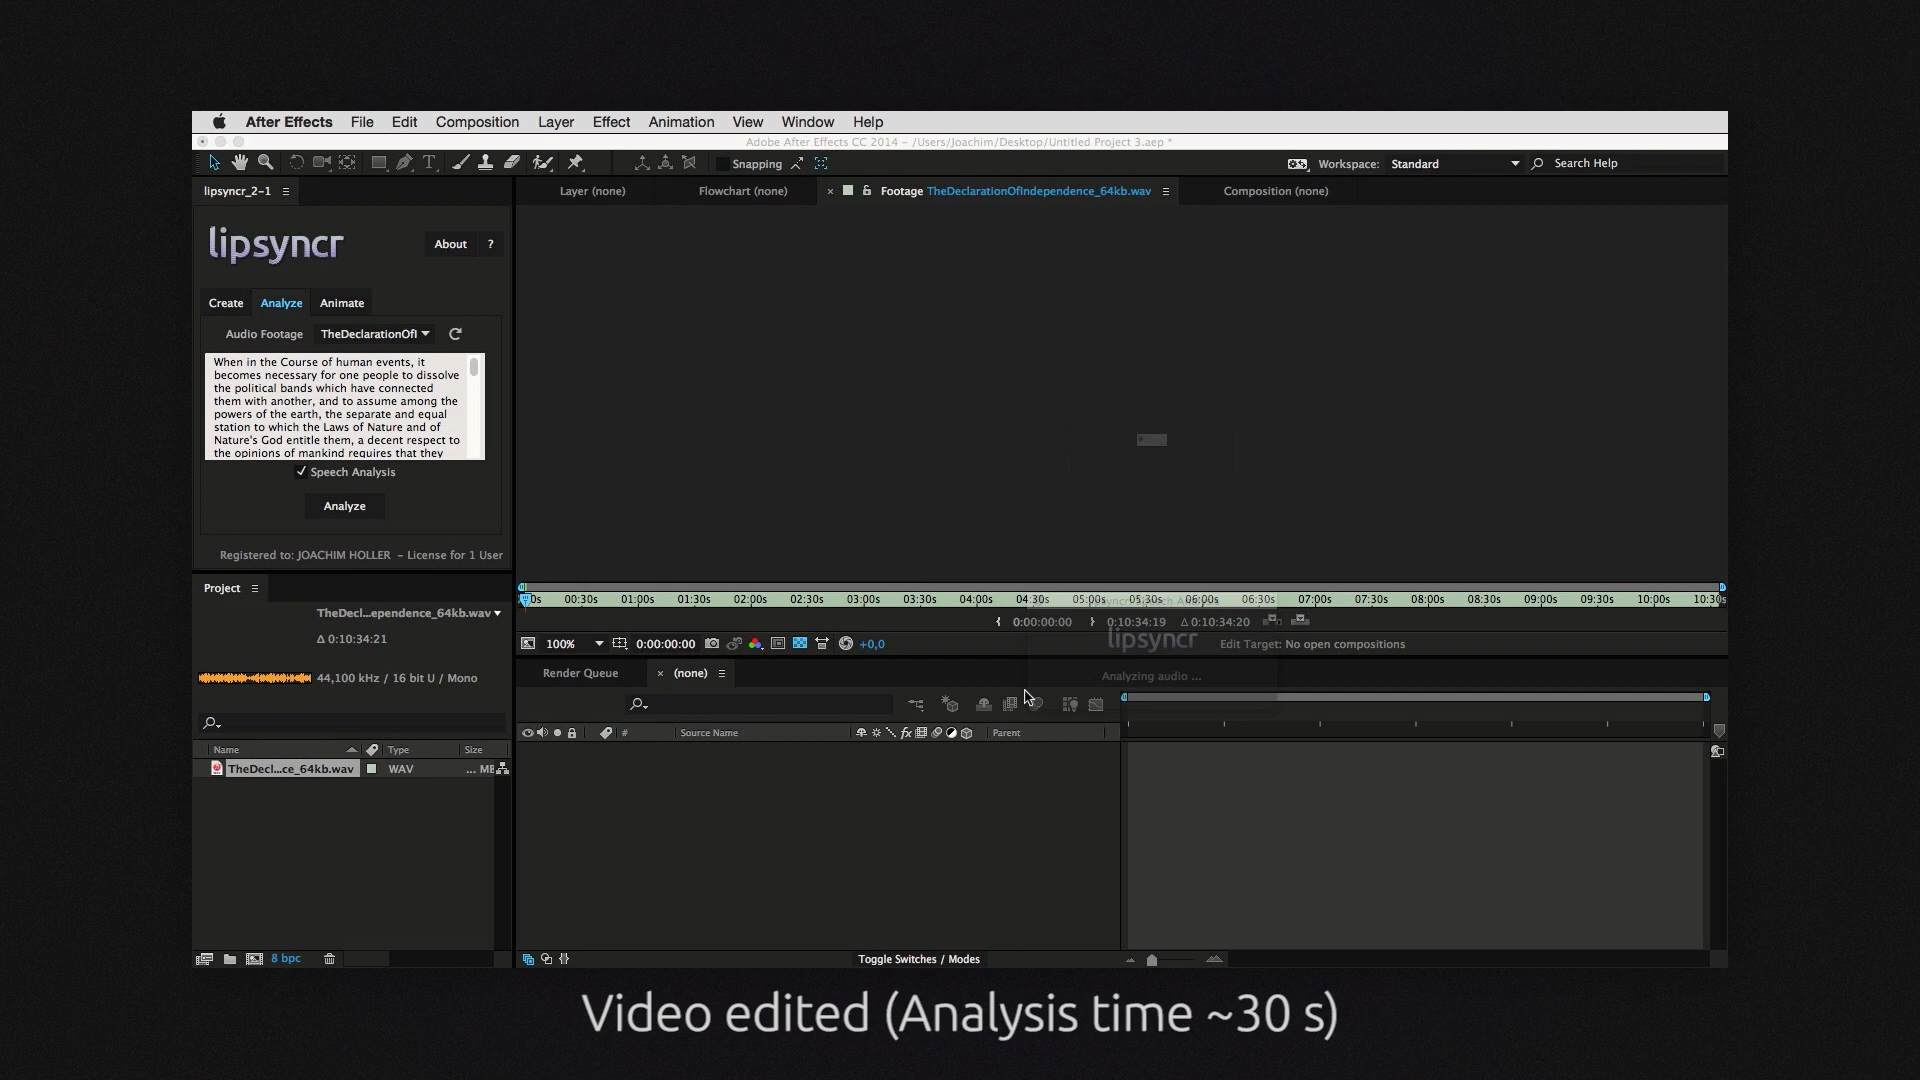 After Effects File Edit Composition Layer Effect Animation View Window Help
Adobe After Effects CC 2014 – /Users/Joachim/Desktop/Untitled Project 3.aep *
T Snapping Workspace: Standard Search Help
lipsyncr_2-1
Layer (none) Flowchart (none) × Footage TheDeclarationOfIndependence_64kb.wav Composition (none)
lipsyncr
About ?
Create Analyze Animate
Audio Footage TheDeclarationOfI
When in the Course of human events, it
becomes necessary for one people to dissolve
the political bands which have connected
them with another, and to assume among the
powers of the earth, the separate and equal
station to which the Laws of Nature and of
Nature's God entitle them, a decent respect to
the opinions of mankind requires that they
Speech Analysis
Analyze
Registered to: JOACHIM HOLLER – License for 1 User
Project
TheDecl...ependence_64kb.wav
Δ 0:10:34:21
44,100 kHz / 16 bit U / Mono
Name Type Size
TheDecl...ce_64kb.wav WAV ... MB
8 bpc
0s 00:30s 01:00s 01:30s 02:00s 02:30s 03:00s 03:30s 04:00s 04:30s 05:00s 05:30s 06:00s 06:30s 07:00s 07:30s 08:00s 08:30s 09:00s 09:30s 10:00s 10:30s
{ 0:00:00:00 } 0:10:34:19 Δ 0:10:34:20
100% 0:00:00:00 +0,0 Edit Target: No open compositions
lipsyncr
Analyzing audio ...
Render Queue × (none)
# Source Name fx Parent
Toggle Switches / Modes
Video edited (Analysis time ~30 s)